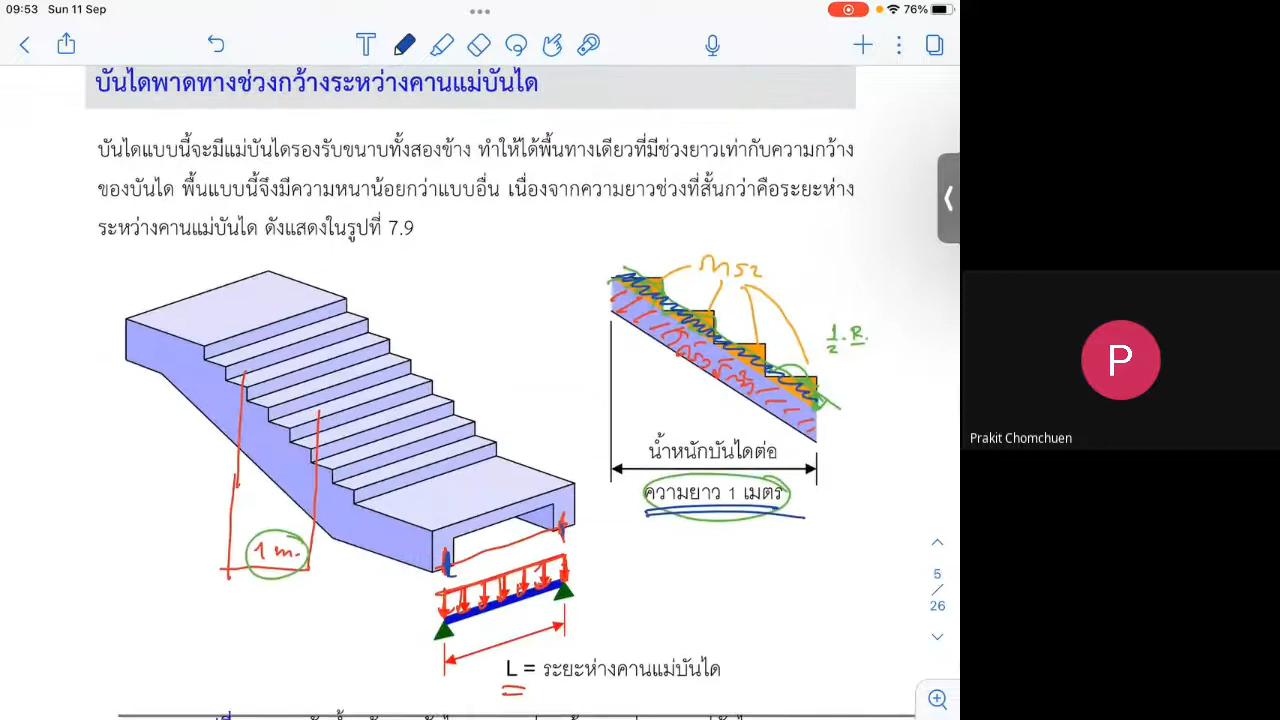 09:53 Sun 11 Sep
76%
T
บันไดพาดทางช่วงกว้างระหว่างคานแม่บันได
บันไดแบบนี้จะมีแม่บันไดรองรับขนาบทั้งสองข้าง ทำให้ได้พื้นทางเดียวที่มีช่วงยาวเท่ากับความกว้าง
ของบันได พื้นแบบนี้จึงมีความหนาน้อยกว่าแบบอื่น เนื่องจากความยาวช่วงที่สั้นกว่าคือระยะห่าง
ระหว่างคานแม่บันได ดังแสดงในรูปที่ 7.9
1/2 . R.
น้ำหนักบันไดต่อ
ความยาว 1 เมตร
1 m.
L = ระยะห่างคานแม่บันได
5
/
26
P
Prakit Chomchuen